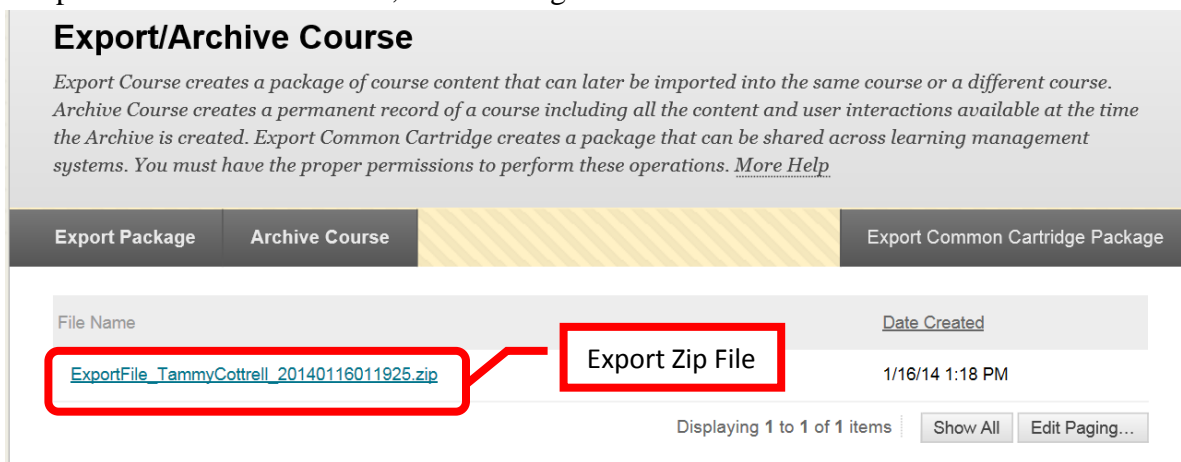 Export/Archive Course
Export Course creates a package of course content that can later be imported into the same course or a different course.
Archive Course creates a permanent record of a course including all the content and user interactions available at the time
the Archive is created. Export Common Cartridge creates a package that can be shared across learning management
systems. You must have the proper permissions to perform these operations. More Help
Export Package Archive Course Export Common Cartridge Package
File Name Date Created
ExportFile_TammyCottrell_20140116011925.zip Export Zip File 1/16/14 1:18 PM
Displaying 1 to 1 of 1 items Show All Edit Paging...